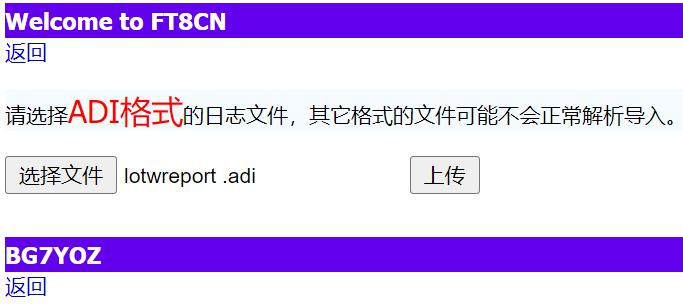 Welcome to FT8CN
返回
请选择ADI格式的日志文件，其它格式的文件可能不会正常解析导入。
选择文件 lotwreport .adi 上传
BG7YOZ
返回